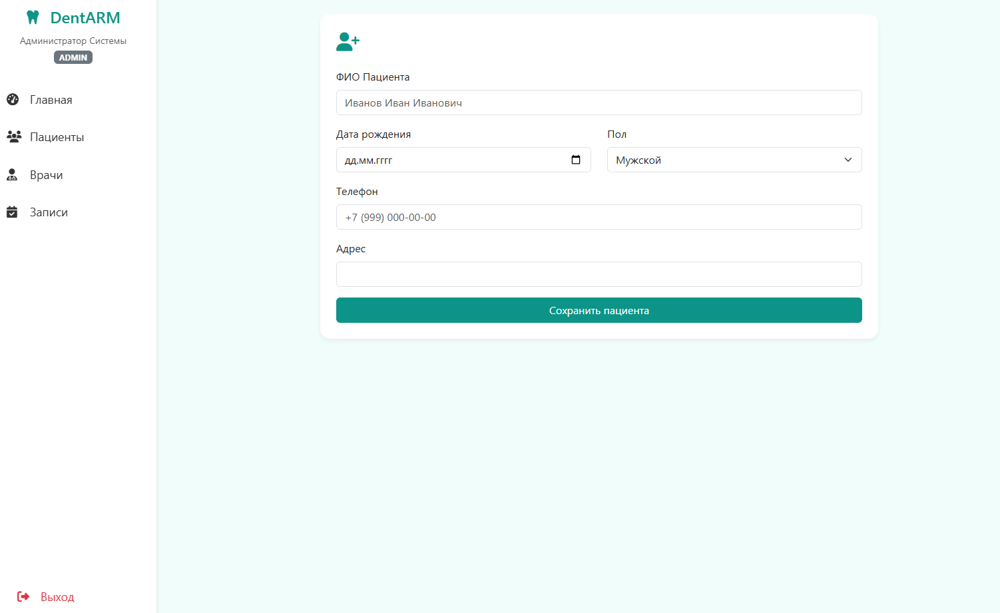 DentARM
Администратор Системы
ADMIN
Главная
Пациенты
Врачи
Записи
Выход
ФИО Пациента
Иванов Иван Иванович
Дата рождения
Пол
дд.мм.гггг
Мужской
Телефон
+7 (999) 000-00-00
Адрес
Сохранить пациента